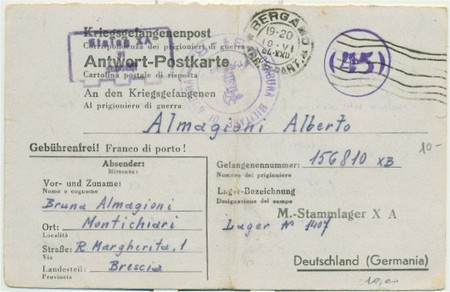 Kriegsgefangenenpost
Corrispondenza dei prigionieri di guerra
Antwort-Postkarte
Cartolina postale di risposta
An den Kriegsgefangenen
Al prigioniero di guerra
BERGAMO
19-20
(45)
Almagioni Alberto
10-
Gebührenfrei! Franco di porto!
Absender:
Mittente:
Vor- und Zuname:
Nome e cognome
Bruna Almagioni
Ort: Montichiari
Località
Straße: R. Margherita, 1
Via
Landesteil: Brescia
Provincia
Gefangenennummer: 156810 XB
Numero del prigioniero
Lager-Bezeichnung
Designazione del campo
M.-Stammlager X A
Lager N° 1407
Deutschland (Germania)